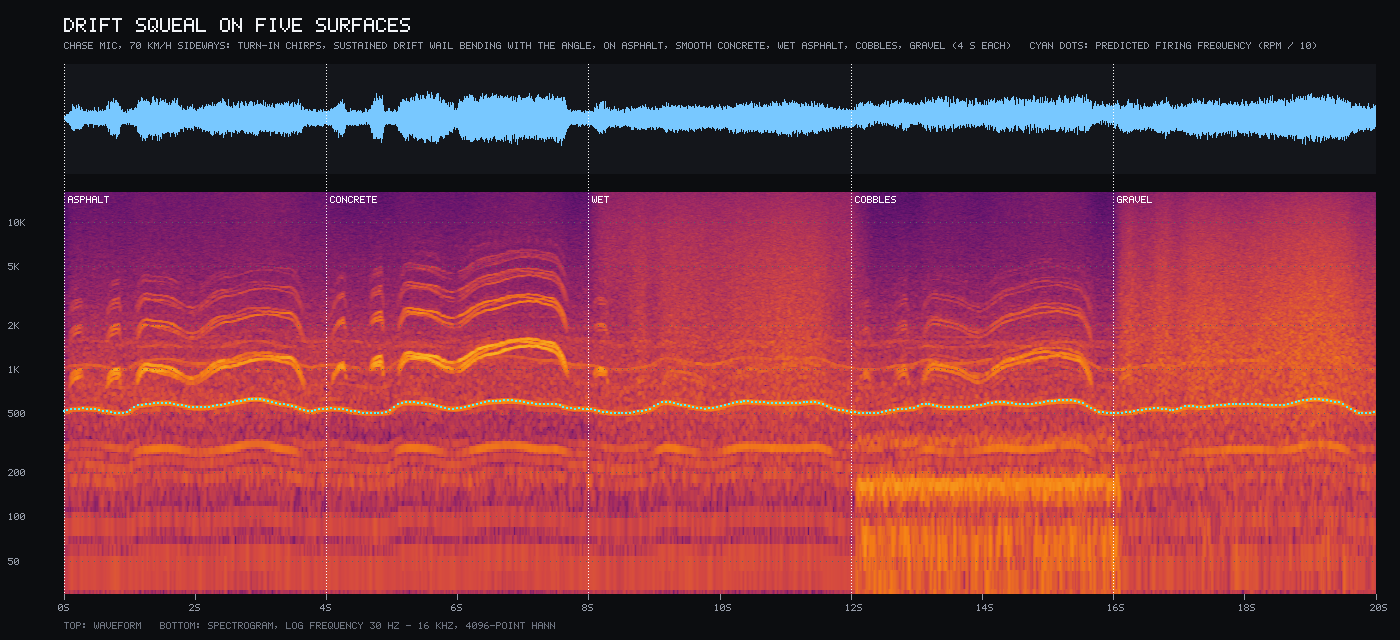 DRIFT SQUEAL ON FIVE SURFACES
CHASE MIC, 70 KM/H SIDEWAYS: TURN-IN CHIRPS, SUSTAINED DRIFT WAIL BENDING WITH THE ANGLE, ON ASPHALT, SMOOTH CONCRETE, WET ASPHALT, COBBLES, GRAVEL (4 S EACH)   CYAN DOTS: PREDICTED FIRING FREQUENCY (RPM / 10)
ASPHALT CONCRETE WET COBBLES GRAVEL
10K
5K
2K
1K
500
200
100
50
0S 2S 4S 6S 8S 10S 12S 14S 16S 18S 20S
TOP: WAVEFORM   BOTTOM: SPECTROGRAM, LOG FREQUENCY 30 HZ - 16 KHZ, 4096-POINT HANN